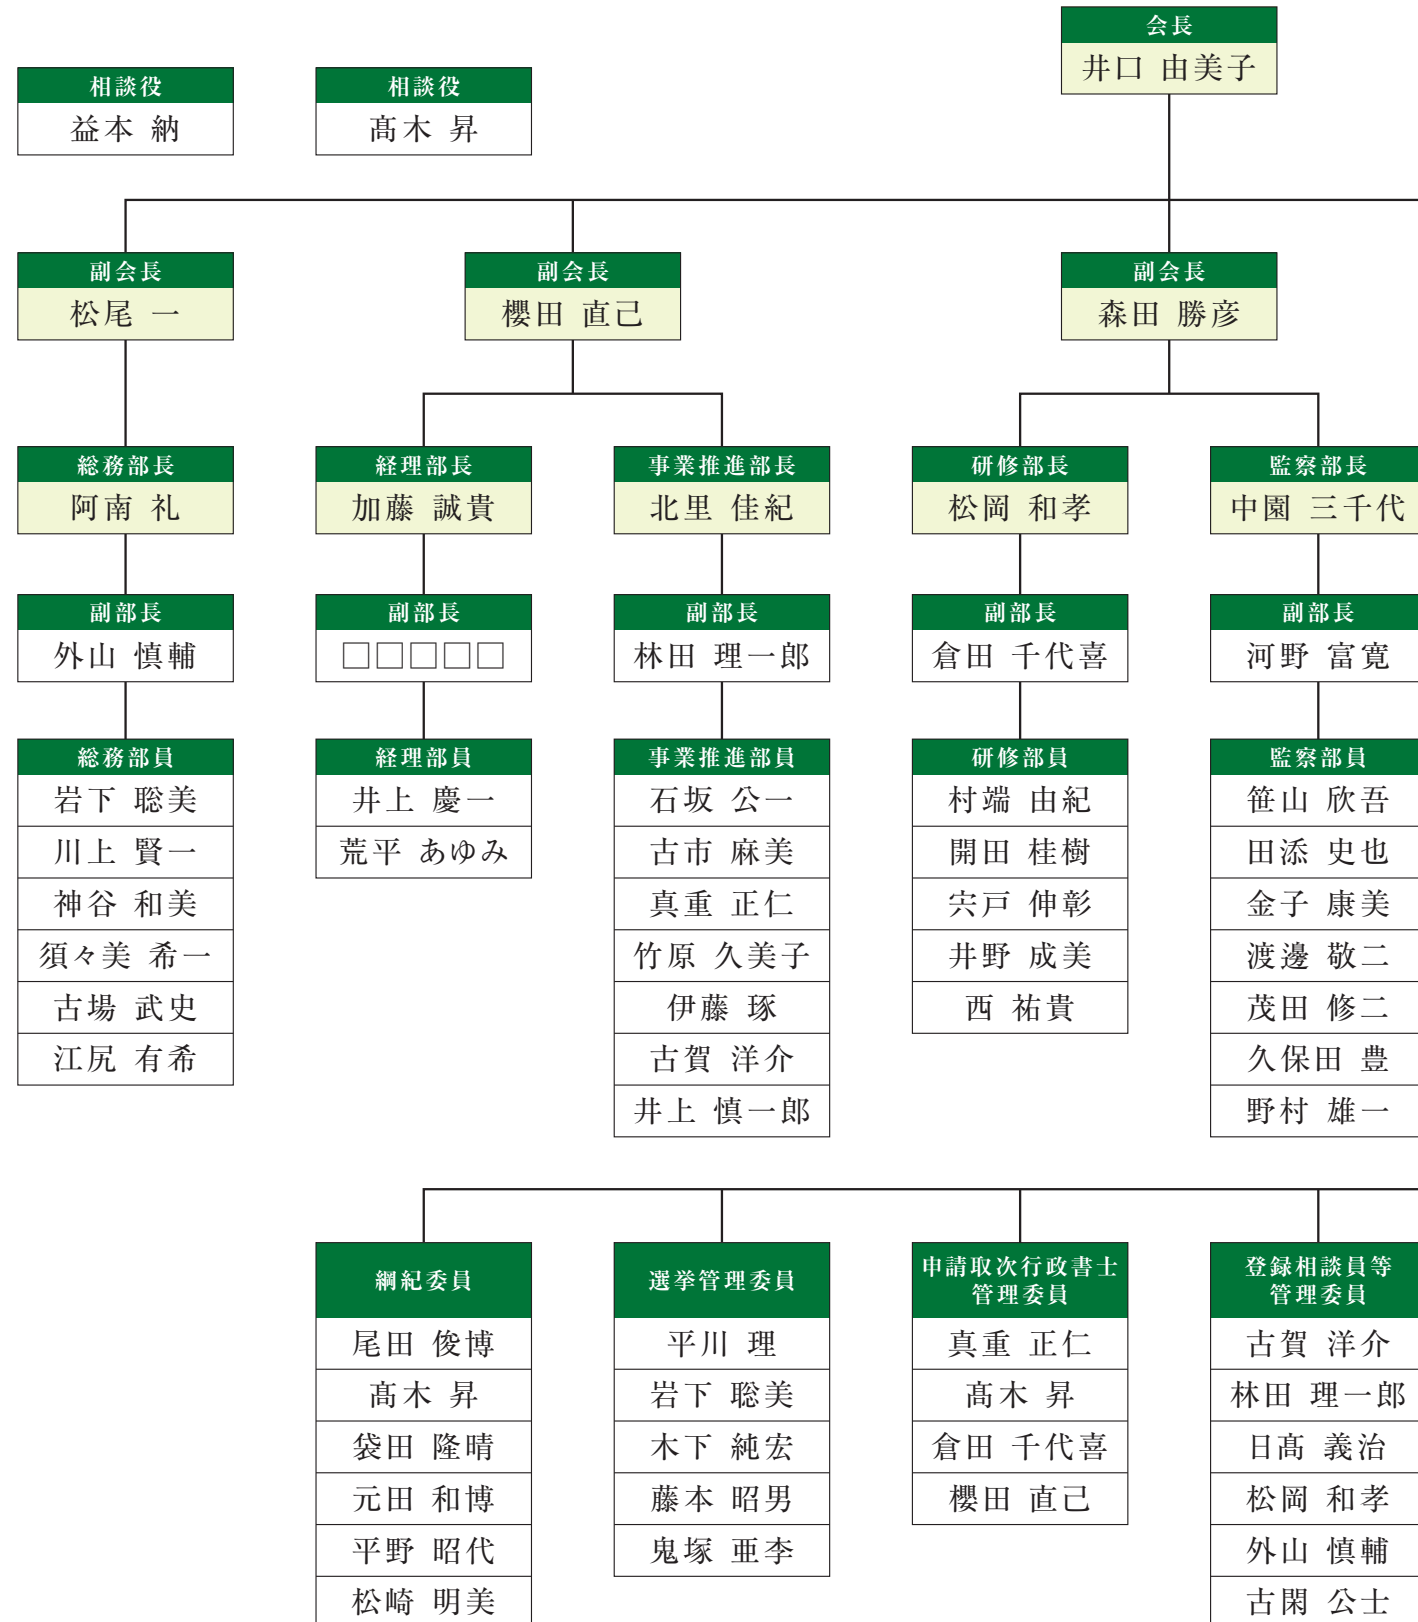 会長
井口 由美子
相談役
益本 納
相談役
髙木 昇
副会長
松尾 一
副会長
櫻田 直己
副会長
森田 勝彦
総務部長
阿南 礼
経理部長
加藤 誠貴
事業推進部長
北里 佳紀
研修部長
松岡 和孝
監察部長
中園 三千代
副部長
外山 慎輔
副部長
□□□□□
副部長
林田 理一郎
副部長
倉田 千代喜
副部長
河野 富寛
総務部員
岩下 聡美
川上 賢一
神谷 和美
須々美 希一
古場 武史
江尻 有希
経理部員
井上 慶一
荒平 あゆみ
事業推進部員
石坂 公一
古市 麻美
真重 正仁
竹原 久美子
伊藤 琢
古賀 洋介
井上 慎一郎
研修部員
村端 由紀
開田 桂樹
宍戸 伸彰
井野 成美
西 祐貴
監察部員
笹山 欣吾
田添 史也
金子 康美
渡邊 敬二
茂田 修二
久保田 豊
野村 雄一
綱紀委員
尾田 俊博
髙木 昇
袋田 隆晴
元田 和博
平野 昭代
松崎 明美
選挙管理委員
平川 理
岩下 聡美
木下 純宏
藤本 昭男
鬼塚 亜李
申請取次行政書士
管理委員
真重 正仁
髙木 昇
倉田 千代喜
櫻田 直己
登録相談員等
管理委員
古賀 洋介
林田 理一郎
日髙 義治
松岡 和孝
外山 慎輔
古閑 公士